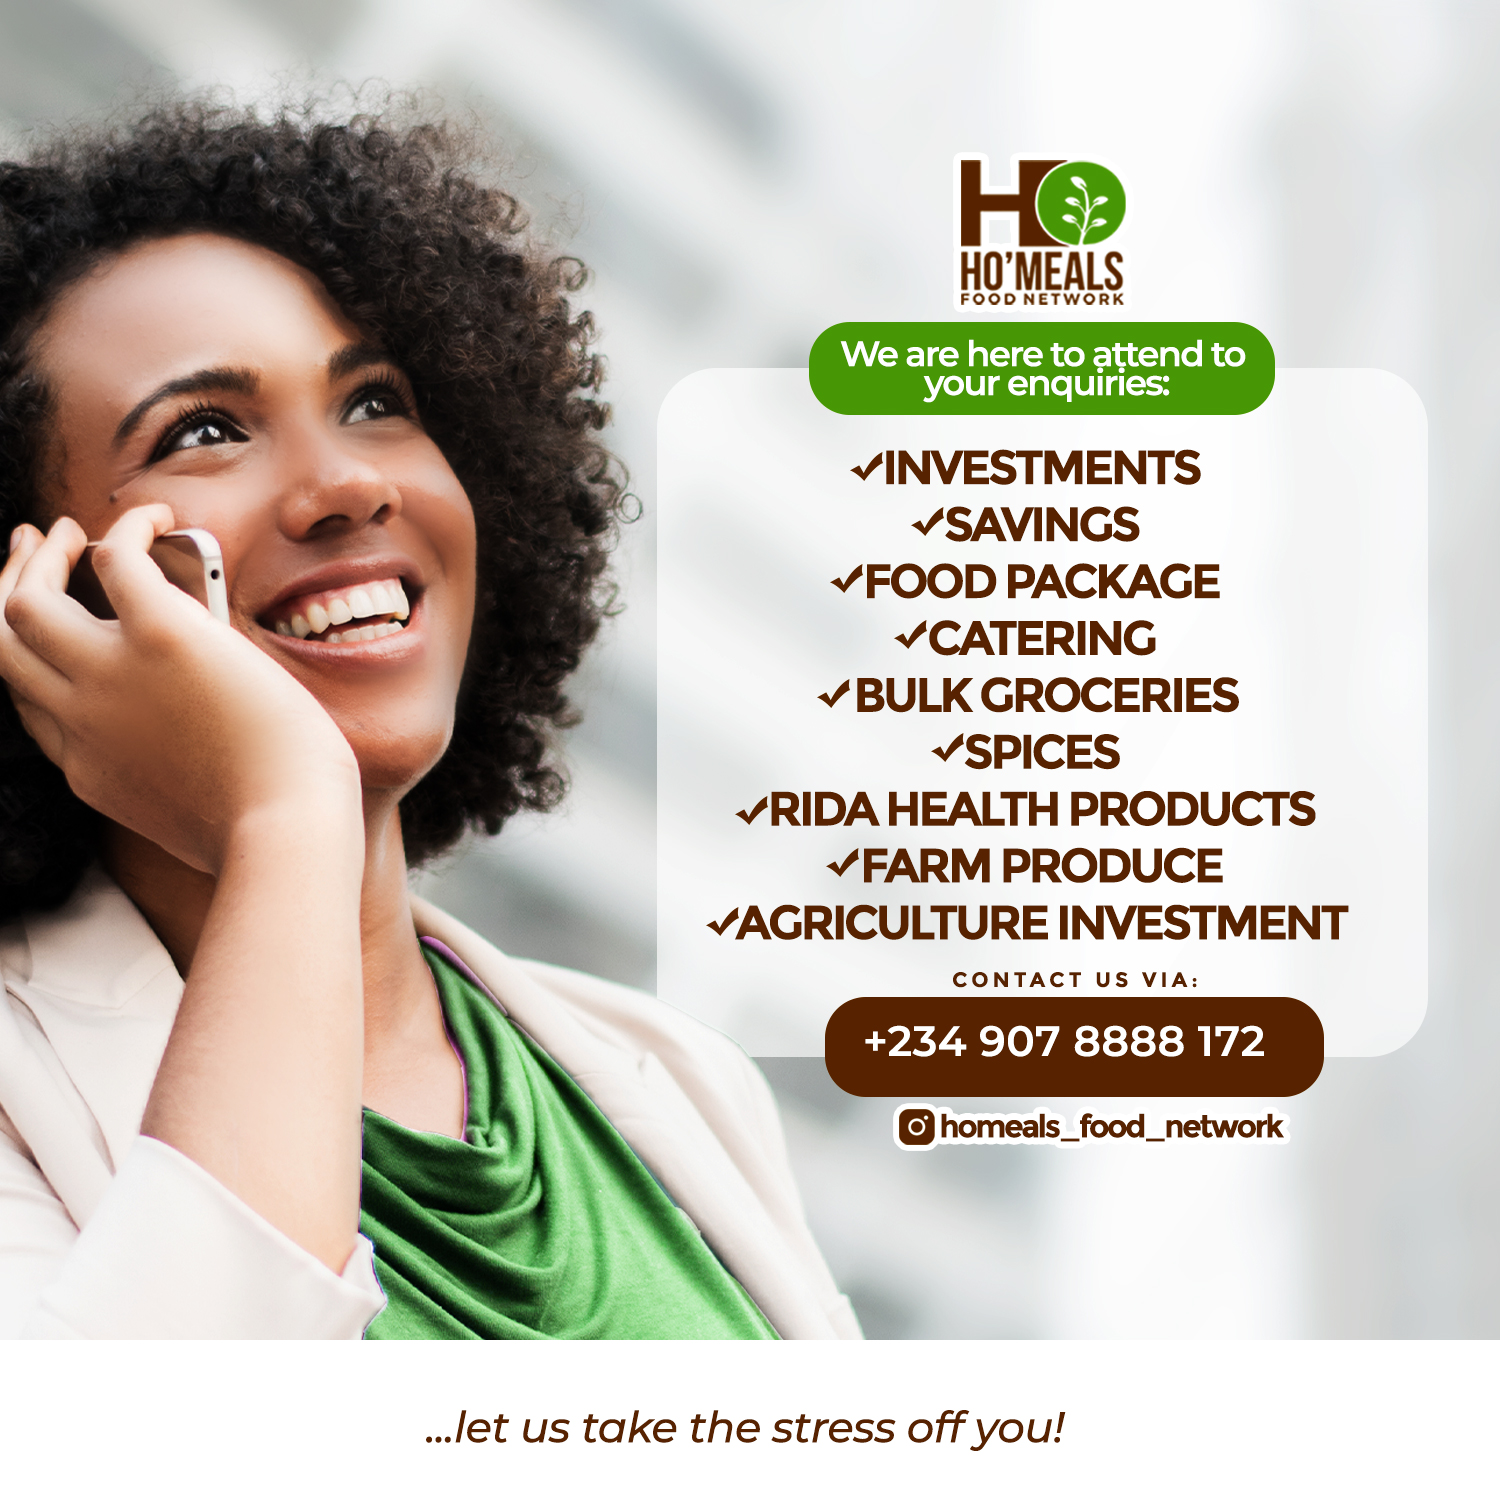 HO
HO'MEALS
FOOD NETWORK
We are here to attend to
your enquiries:
✓INVESTMENTS
✓SAVINGS
✓FOOD PACKAGE
✓CATERING
✓BULK GROCERIES
✓SPICES
✓RIDA HEALTH PRODUCTS
✓FARM PRODUCE
✓AGRICULTURE INVESTMENT
CONTACT US VIA:
+234 907 8888 172
homeals_food_network
...let us take the stress off you!